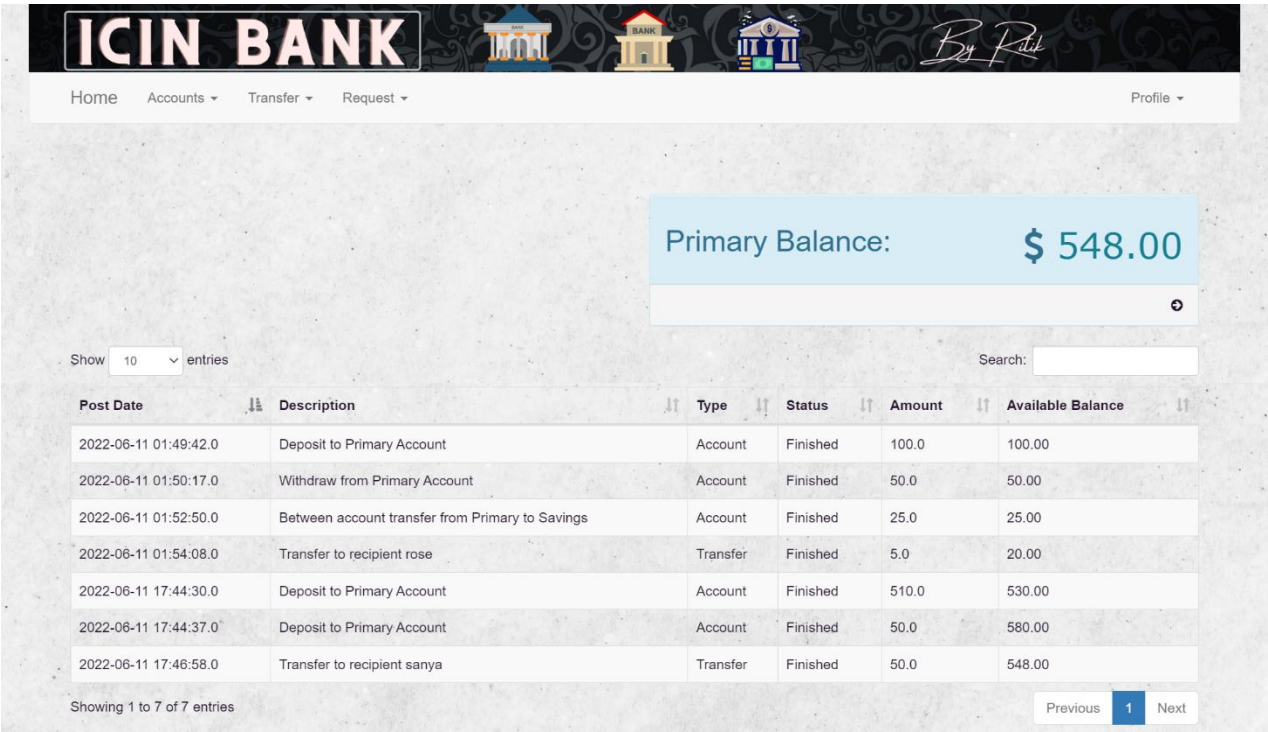 ICIN BANK BANK BANK By Ritik
Home Accounts Transfer Request Profile
Primary Balance: $ 548.00
Show 10 entries Search:
Post Date Description Type Status Amount Available Balance
2022-06-11 01:49:42.0 Deposit to Primary Account Account Finished 100.0 100.00
2022-06-11 01:50:17.0 Withdraw from Primary Account Account Finished 50.0 50.00
2022-06-11 01:52:50.0 Between account transfer from Primary to Savings Account Finished 25.0 25.00
2022-06-11 01:54:08.0 Transfer to recipient rose Transfer Finished 5.0 20.00
2022-06-11 17:44:30.0 Deposit to Primary Account Account Finished 510.0 530.00
2022-06-11 17:44:37.0 Deposit to Primary Account Account Finished 50.0 580.00
2022-06-11 17:46:58.0 Transfer to recipient sanya Transfer Finished 50.0 548.00
Showing 1 to 7 of 7 entries Previous 1 Next